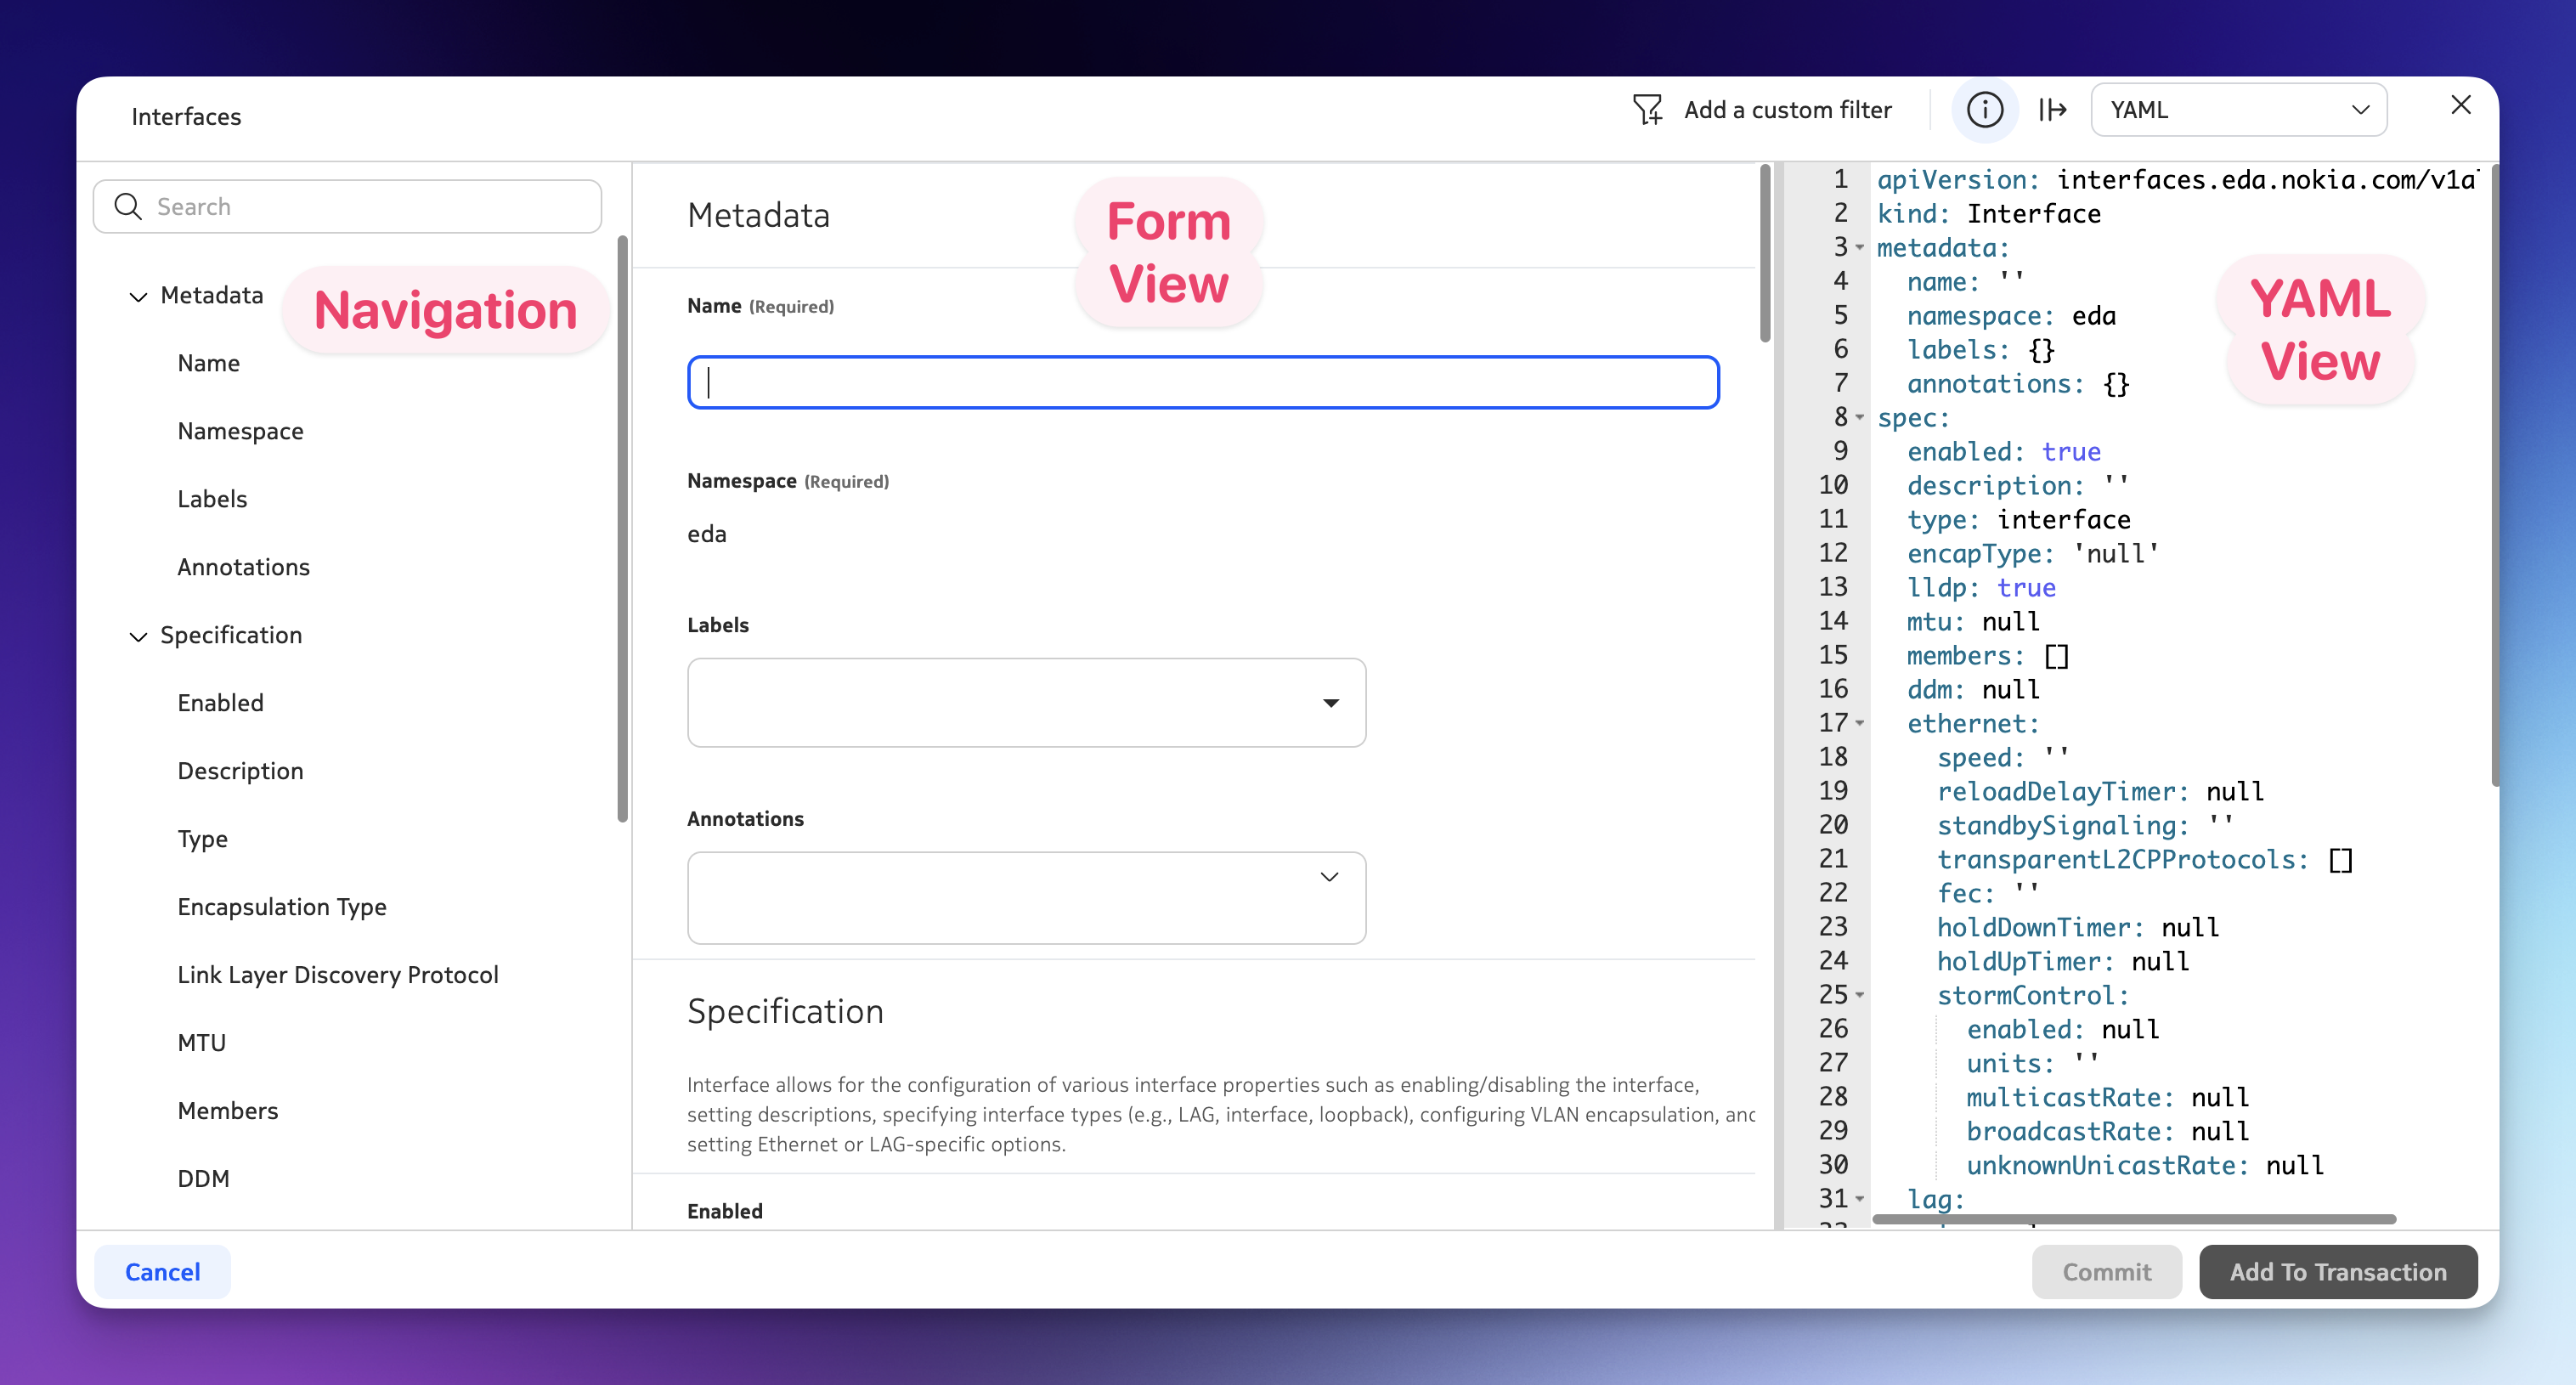 Interfaces
Add a custom filter
YAML
Search
Metadata
Name
Namespace
Labels
Annotations
Specification
Enabled
Description
Type
Encapsulation Type
Link Layer Discovery Protocol
MTU
Members
DDM
Navigation
Metadata
Form
View
Name (Required)
Namespace (Required)
eda
Labels
Annotations
Specification
Interface allows for the configuration of various interface properties such as enabling/disabling the interface,
setting descriptions, specifying interface types (e.g., LAG, interface, loopback), configuring VLAN encapsulation, and
setting Ethernet or LAG-specific options.
Enabled
YAML
View
1 apiVersion: interfaces.eda.nokia.com/v1a
2 kind: Interface
3 metadata:
4 name: ''
5 namespace: eda
6 labels: {}
7 annotations: {}
8 spec:
9 enabled: true
10 description: ''
11 type: interface
12 encapType: 'null'
13 lldp: true
14 mtu: null
15 members: []
16 ddm: null
17 ethernet:
18 speed: ''
19 reloadDelayTimer: null
20 standbySignaling: ''
21 transparentL2CPProtocols: []
22 fec: ''
23 holdDownTimer: null
24 holdUpTimer: null
25 stormControl:
26 enabled: null
27 units: ''
28 multicastRate: null
29 broadcastRate: null
30 unknownUnicastRate: null
31 lag:
Cancel
Commit
Add To Transaction